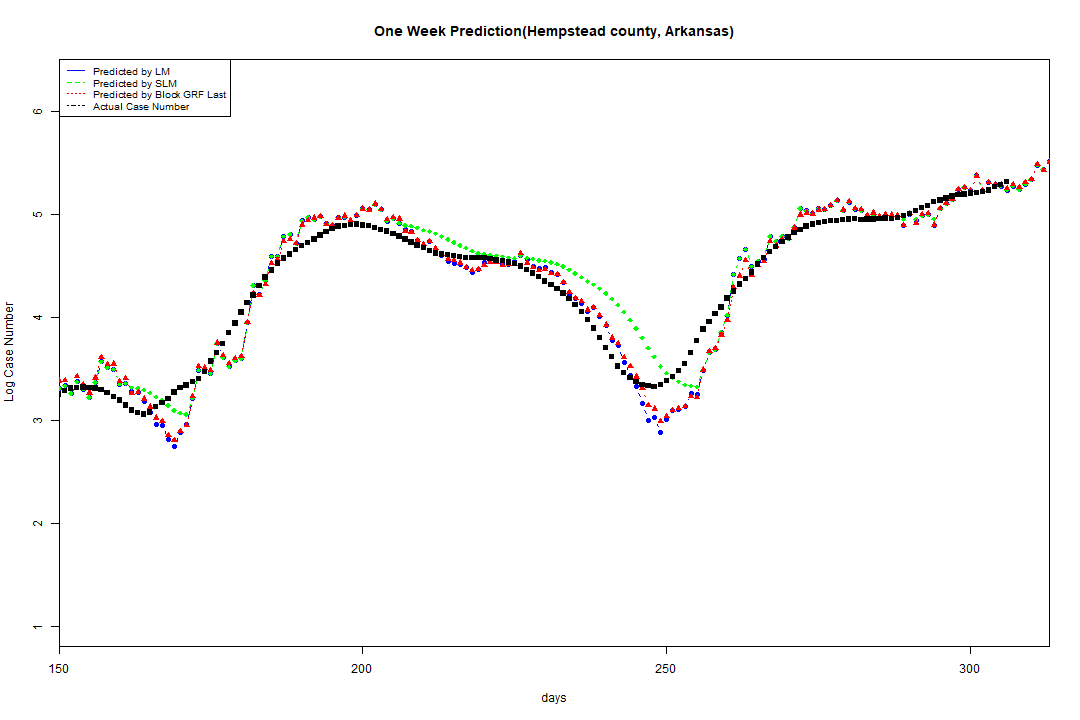 One Week Prediction(Hempstead county, Arkansas)
Predicted by LM
Predicted by SLM
Predicted by Block GRF Last
Actual Case Number
6
5
4
3
2
1
Log Case Number
150 200 250 300
days